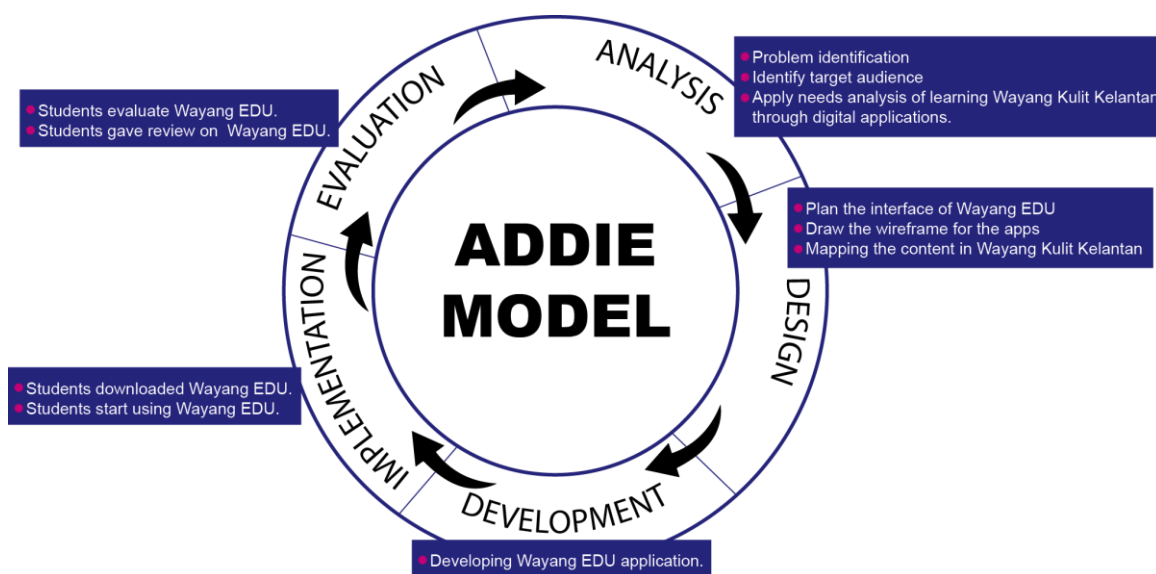 ADDIE
MODEL
ANALYSIS
Problem identification
Identify target audience
Apply needs analysis of learning Wayang Kulit Kelantan
through digital applications.
DESIGN
Plan the interface of Wayang EDU
Draw the wireframe for the apps
Mapping the content in Wayang Kulit Kelantan
DEVELOPMENT
Developing Wayang EDU application.
IMPLEMENTATION
Students downloaded Wayang EDU.
Students start using Wayang EDU.
EVALUATION
Students evaluate Wayang EDU.
Students gave review on Wayang EDU.